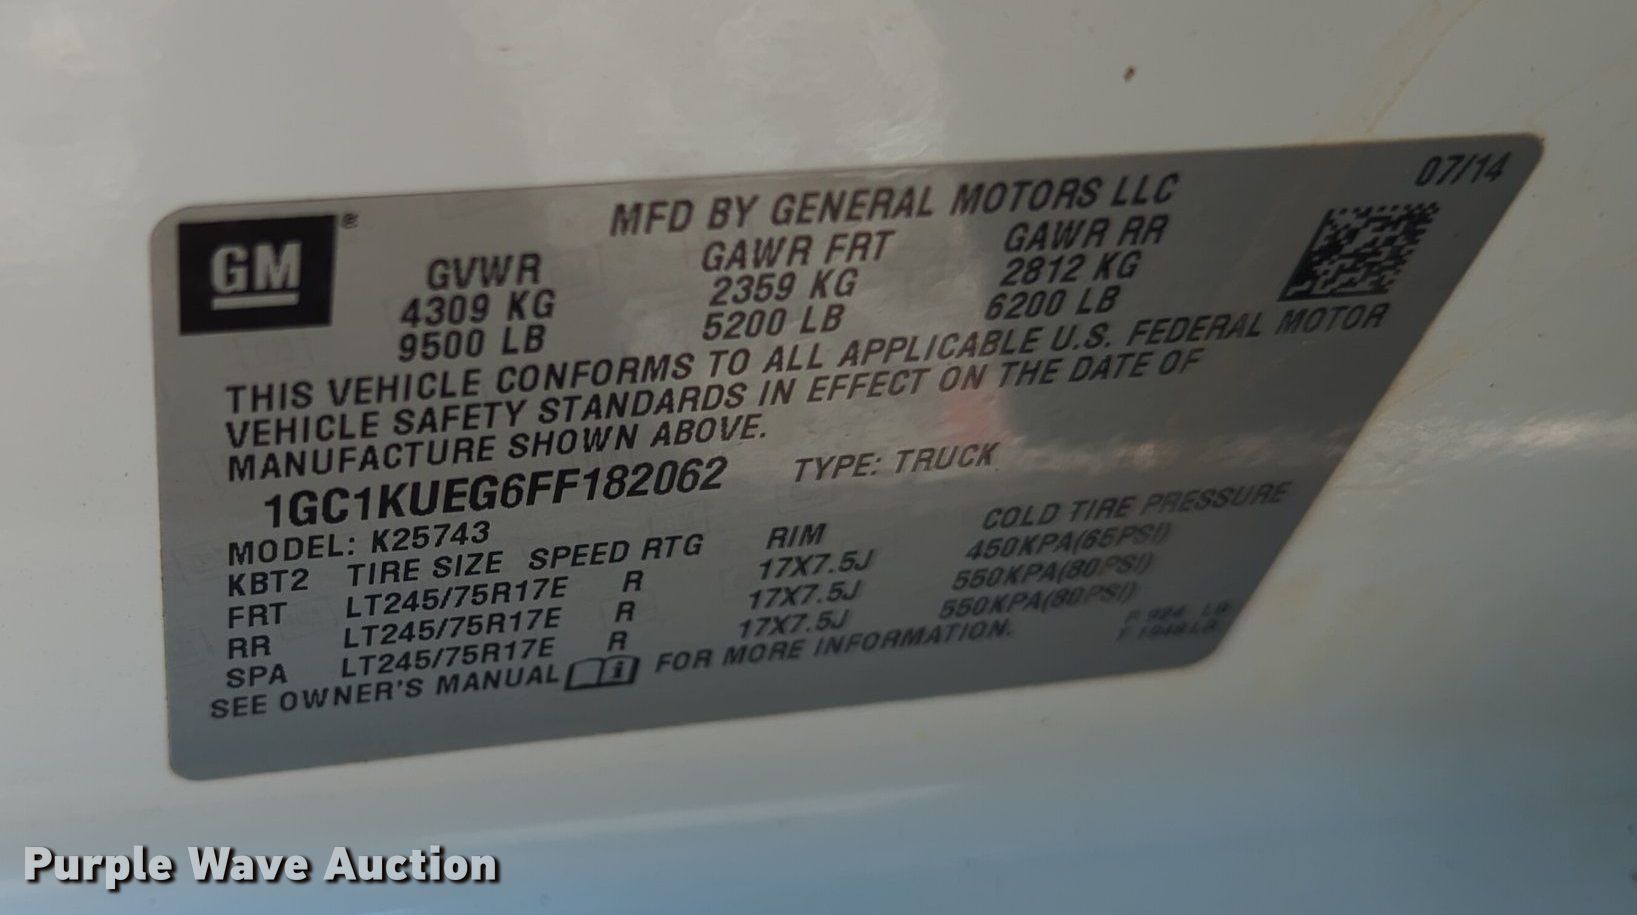 07/14
GM®
MFD BY GENERAL MOTORS LLC
GVWR GAWR FRT GAWR RR
4309 KG 2359 KG 2812 KG
9500 LB 5200 LB 6200 LB
THIS VEHICLE CONFORMS TO ALL APPLICABLE U.S. FEDERAL MOTOR
VEHICLE SAFETY STANDARDS IN EFFECT ON THE DATE OF
MANUFACTURE SHOWN ABOVE.
1GC1KUEG6FF182062 TYPE: TRUCK
MODEL: K25743
KBT2 TIRE SIZE SPEED RTG RIM COLD TIRE PRESSURE
FRT LT245/75R17E R 17X7.5J 450KPA(65PSI)
RR LT245/75R17E R 17X7.5J 550KPA(80PSI)
SPA LT245/75R17E R 17X7.5J 550KPA(80PSI)
SEE OWNER'S MANUAL i FOR MORE INFORMATION.
Purple Wave Auction